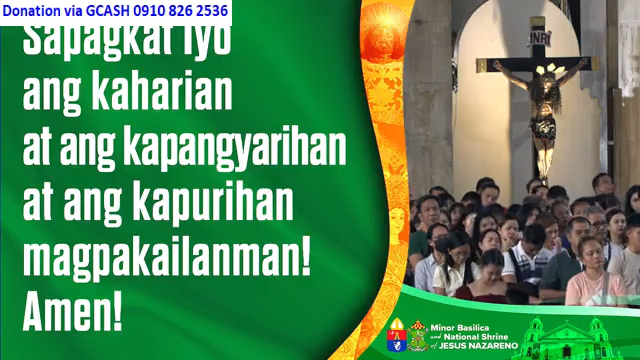 Donation via GCASH 0910 826 2536
Sapagkat Iyo
ang kaharian
at ang kapangyarihan
at ang kapurihan
magpakailanman!
Amen!
INRI
Minor Basilica
and National Shrine
of JESUS NAZARENO